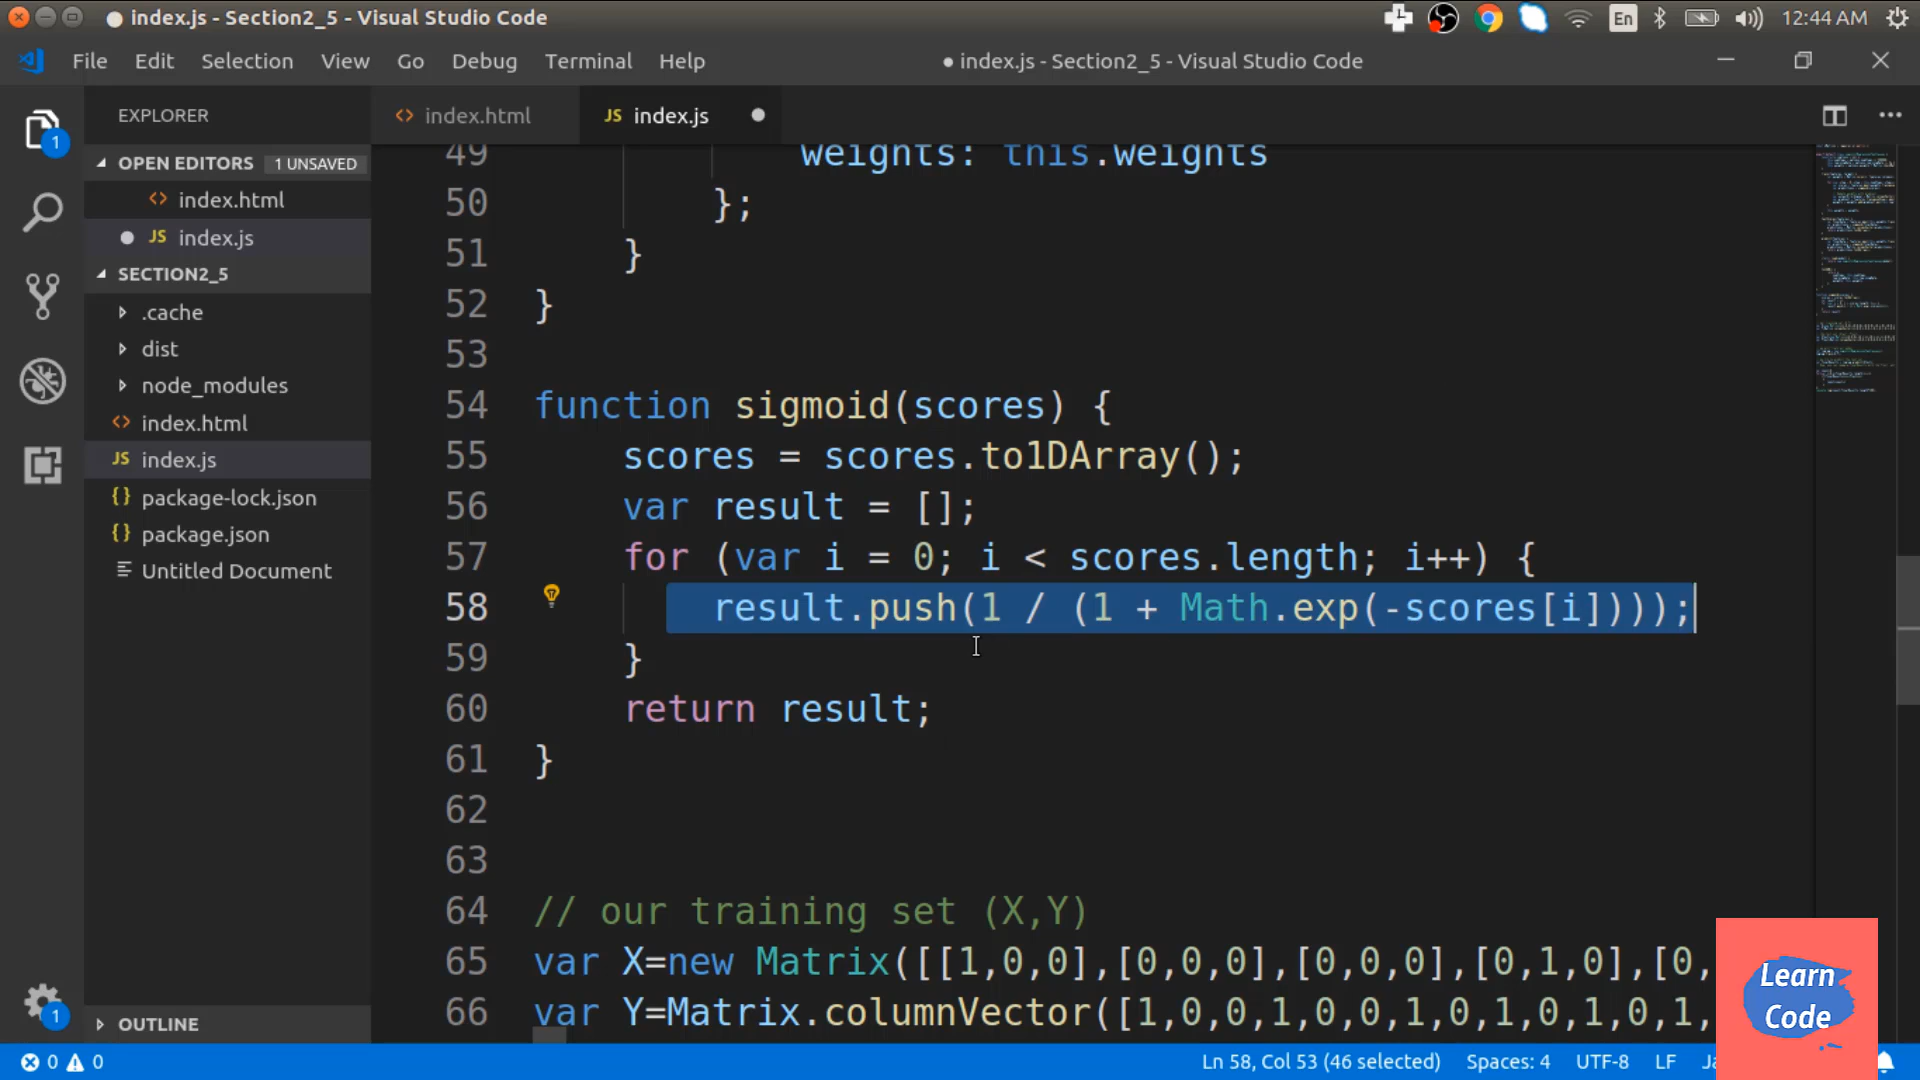 index.js - Section2_5 - Visual Studio Code
En
12:44 AM
File Edit Selection View Go Debug Terminal Help
● index.js - Section2_5 - Visual Studio Code
EXPLORER
<> index.html
JS index.js
OPEN EDITORS 1 UNSAVED
<> index.html
JS index.js
SECTION2_5
.cache
dist
node_modules
<> index.html
JS index.js
{} package-lock.json
{} package.json
Untitled Document
OUTLINE
1
1
49 weights: this.weights
50 };
51 }
52 }
53
54 function sigmoid(scores) {
55 scores = scores.to1DArray();
56 var result = [];
57 for (var i = 0; i < scores.length; i++) {
58 result.push(1 / (1 + Math.exp(-scores[i])));
59 }
60 return result;
61 }
62
63
64 // our training set (X,Y)
65 var X=new Matrix([[1,0,0],[0,0,0],[0,0,0],[0,1,0],[0,
66 var Y=Matrix.columnVector([1,0,0,1,0,0,1,0,1,0,1,0,1,
Learn
Code
0 0
Ln 58, Col 53 (46 selected) Spaces: 4 UTF-8 LF